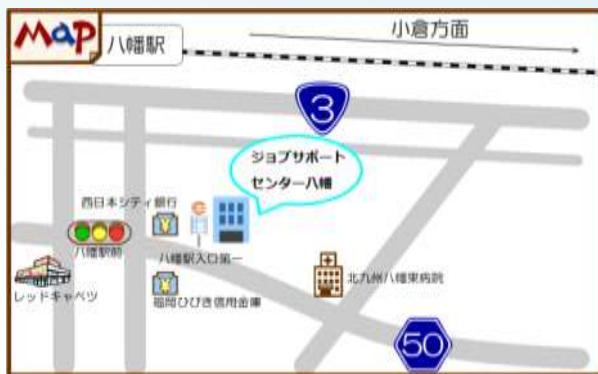 MaP
八幡駅
小倉方面
3
ジョブサポート
センター八幡
西日本シティ銀行
八幡駅前
八幡駅入口第一
レッドキャベツ
福岡ひびき信用金庫
北九州八幡東病院
50